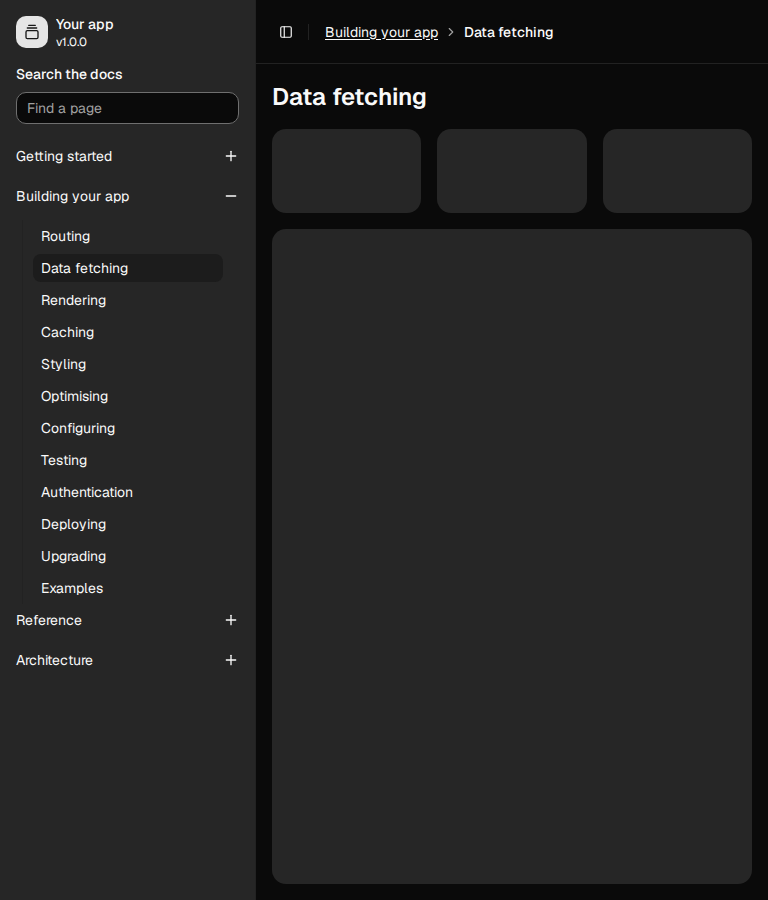 Your app
v1.0.0
Search the docs
Find a page
Getting started
Building your app
Routing
Data fetching
Rendering
Caching
Styling
Optimising
Configuring
Testing
Authentication
Deploying
Upgrading
Examples
Reference
Architecture
Building your app > Data fetching
Data fetching